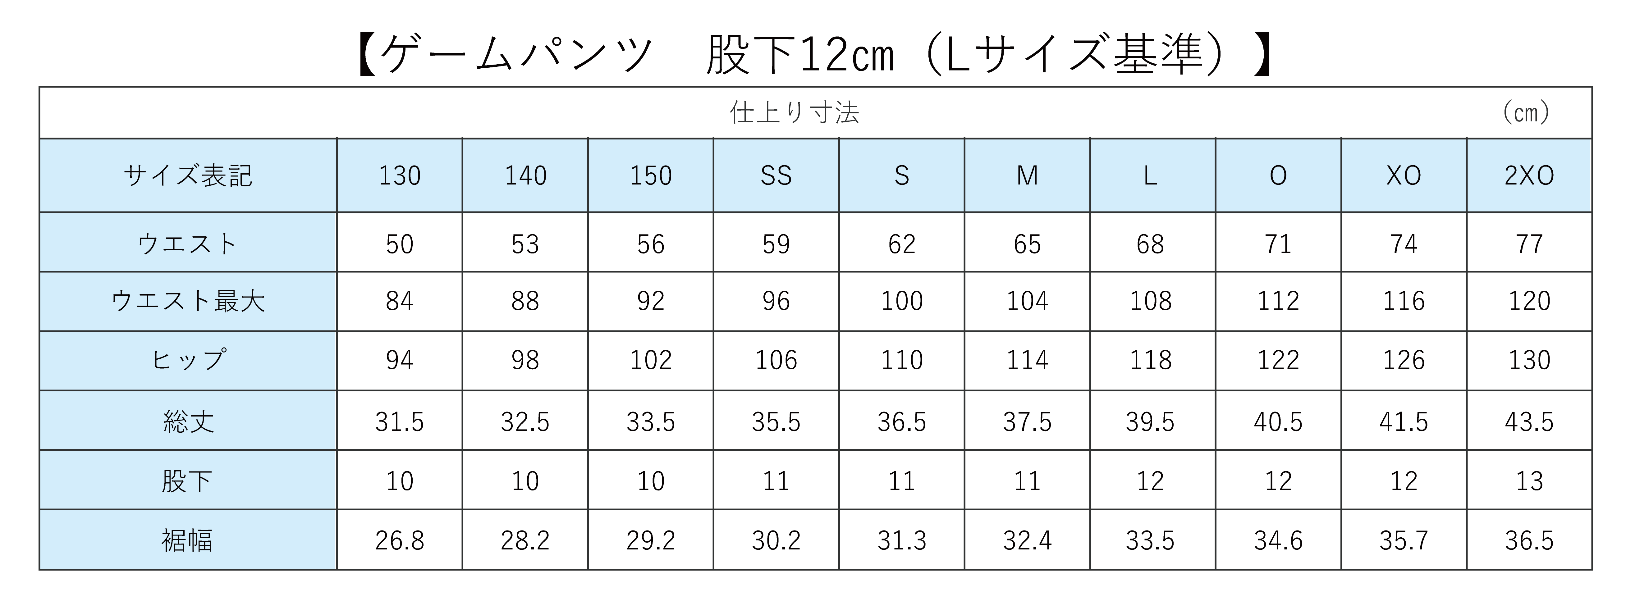 【ゲームパンツ　股下12㎝（Lサイズ基準）】
仕上り寸法 （㎝）
サイズ表記 130 140 150 SS S M L O XO 2XO
ウエスト 50 53 56 59 62 65 68 71 74 77
ウエスト最大 84 88 92 96 100 104 108 112 116 120
ヒップ 94 98 102 106 110 114 118 122 126 130
総丈 31.5 32.5 33.5 35.5 36.5 37.5 39.5 40.5 41.5 43.5
股下 10 10 10 11 11 11 12 12 12 13
裾幅 26.8 28.2 29.2 30.2 31.3 32.4 33.5 34.6 35.7 36.5